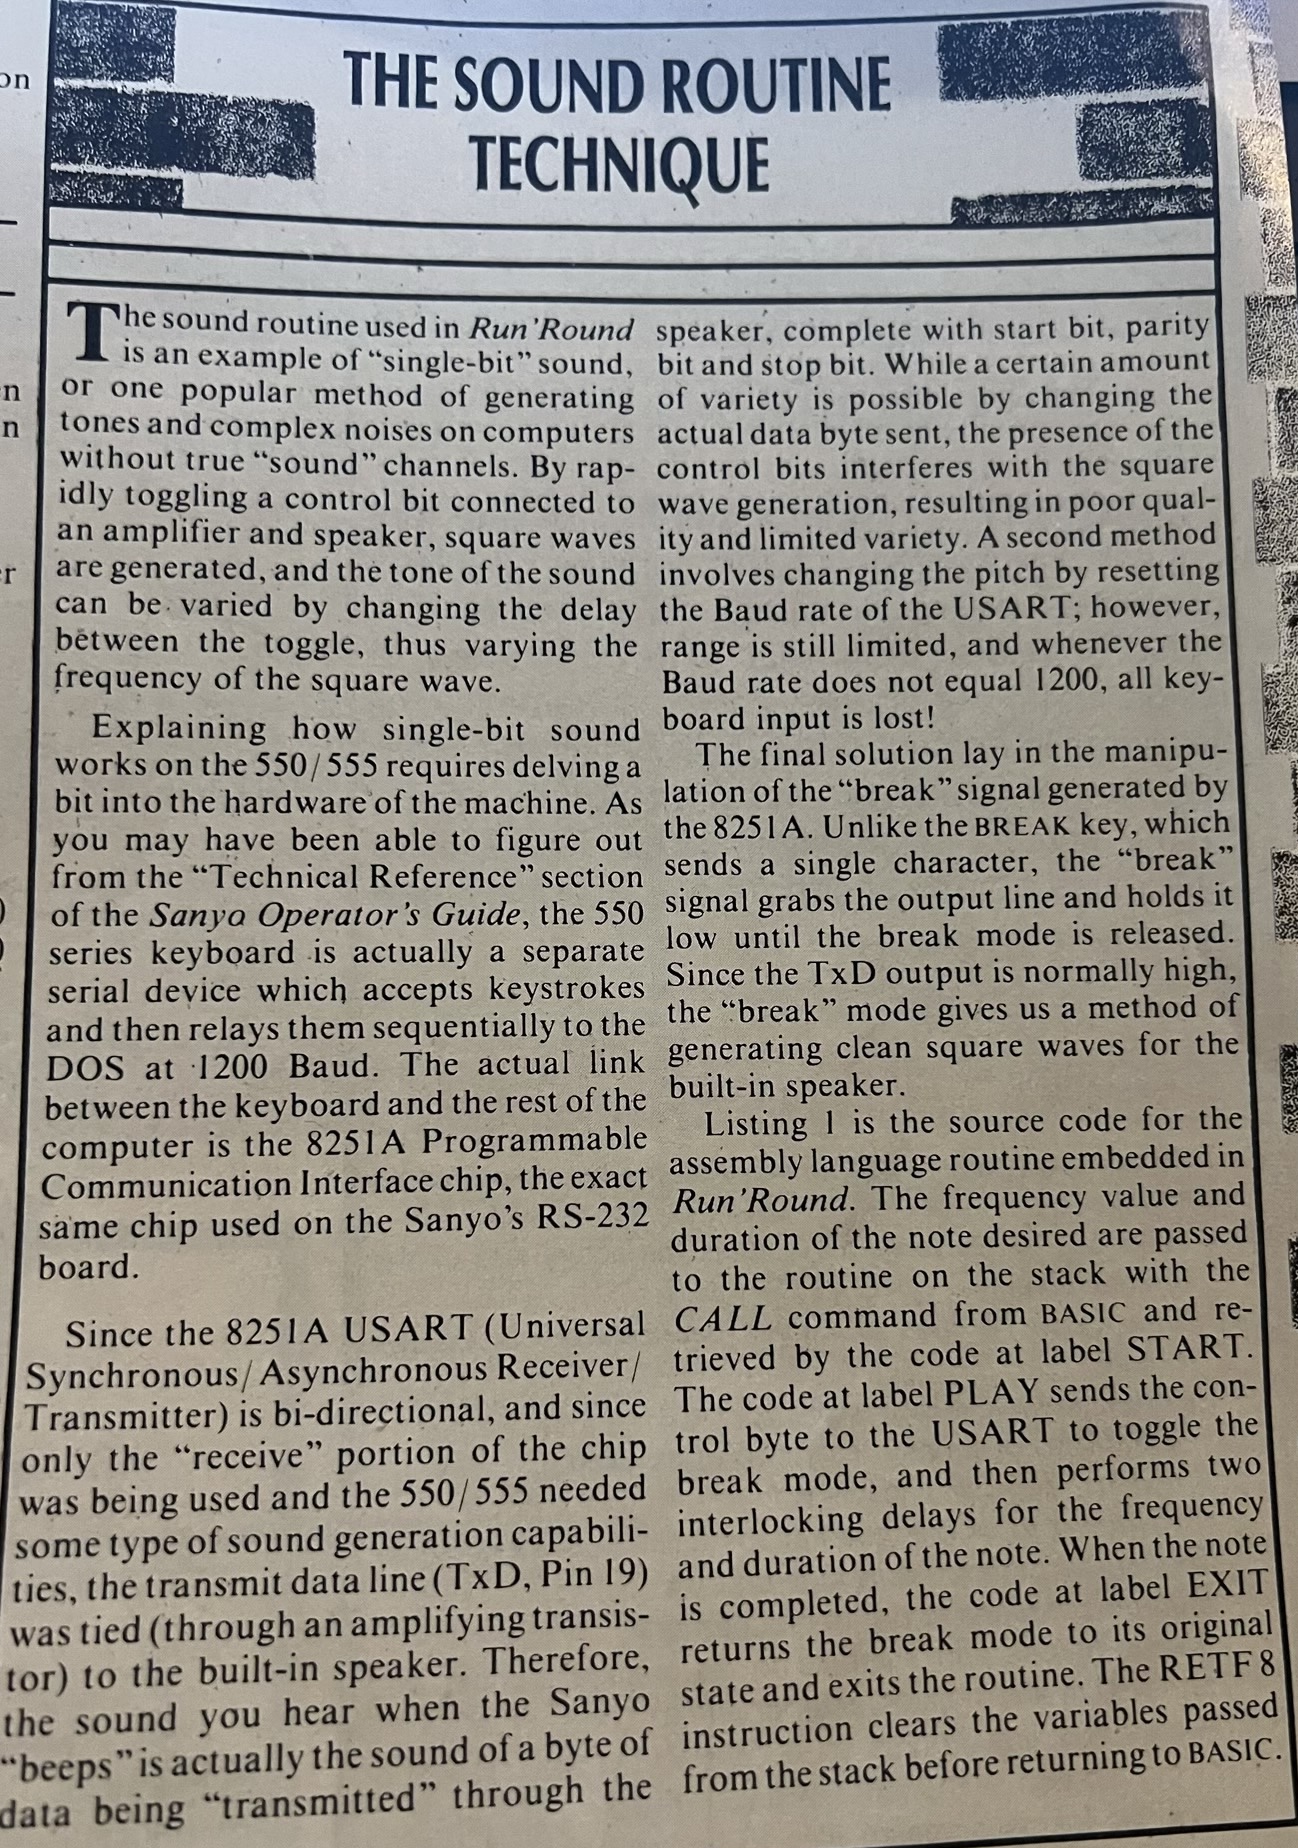 THE SOUND ROUTINE
TECHNIQUE
The sound routine used in Run'Round
is an example of “single-bit” sound,
or one popular method of generating
tones and complex noises on computers
without true “sound” channels. By rap-
idly toggling a control bit connected to
an amplifier and speaker, square waves
are generated, and the tone of the sound
can be varied by changing the delay
between the toggle, thus varying the
frequency of the square wave.
Explaining how single-bit sound
works on the 550/555 requires delving a
bit into the hardware of the machine. As
you may have been able to figure out
from the “Technical Reference” section
of the Sanyo Operator's Guide, the 550
series keyboard is actually a separate
serial device which accepts keystrokes
and then relays them sequentially to the
DOS at 1200 Baud. The actual link
between the keyboard and the rest of the
computer is the 8251A Programmable
Communication Interface chip, the exact
same chip used on the Sanyo's RS-232
board.
Since the 8251A USART (Universal
Synchronous/Asynchronous Receiver/
Transmitter) is bi-directional, and since
only the “receive” portion of the chip
was being used and the 550/555 needed
some type of sound generation capabili-
ties, the transmit data line (TxD, Pin 19)
was tied (through an amplifying transis-
tor) to the built-in speaker. Therefore,
the sound you hear when the Sanyo
“beeps” is actually the sound of a byte of
data being “transmitted” through the
speaker, complete with start bit, parity
bit and stop bit. While a certain amount
of variety is possible by changing the
actual data byte sent, the presence of the
control bits interferes with the square
wave generation, resulting in poor qual-
ity and limited variety. A second method
involves changing the pitch by resetting
the Baud rate of the USART; however,
range is still limited, and whenever the
Baud rate does not equal 1200, all key-
board input is lost!
The final solution lay in the manipu-
lation of the “break” signal generated by
the 8251A. Unlike the BREAK key, which
sends a single character, the “break”
signal grabs the output line and holds it
low until the break mode is released.
Since the TxD output is normally high,
the “break” mode gives us a method of
generating clean square waves for the
built-in speaker.
Listing 1 is the source code for the
assembly language routine embedded in
Run'Round. The frequency value and
duration of the note desired are passed
to the routine on the stack with the
CALL command from BASIC and re-
trieved by the code at label START.
The code at label PLAY sends the con-
trol byte to the USART to toggle the
break mode, and then performs two
interlocking delays for the frequency
and duration of the note. When the note
is completed, the code at label EXIT
returns the break mode to its original
state and exits the routine. The RETF 8
instruction clears the variables passed
from the stack before returning to BASIC.